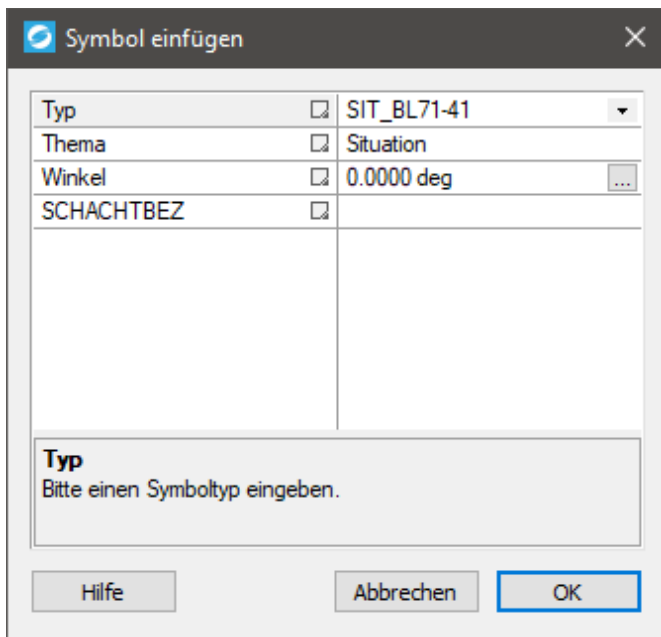 Symbol einfügen
Typ SIT_BL71-41
Thema Situation
Winkel 0.0000 deg ...
SCHACHTBEZ
Typ
Bitte einen Symboltyp eingeben.
Hilfe Abbrechen OK